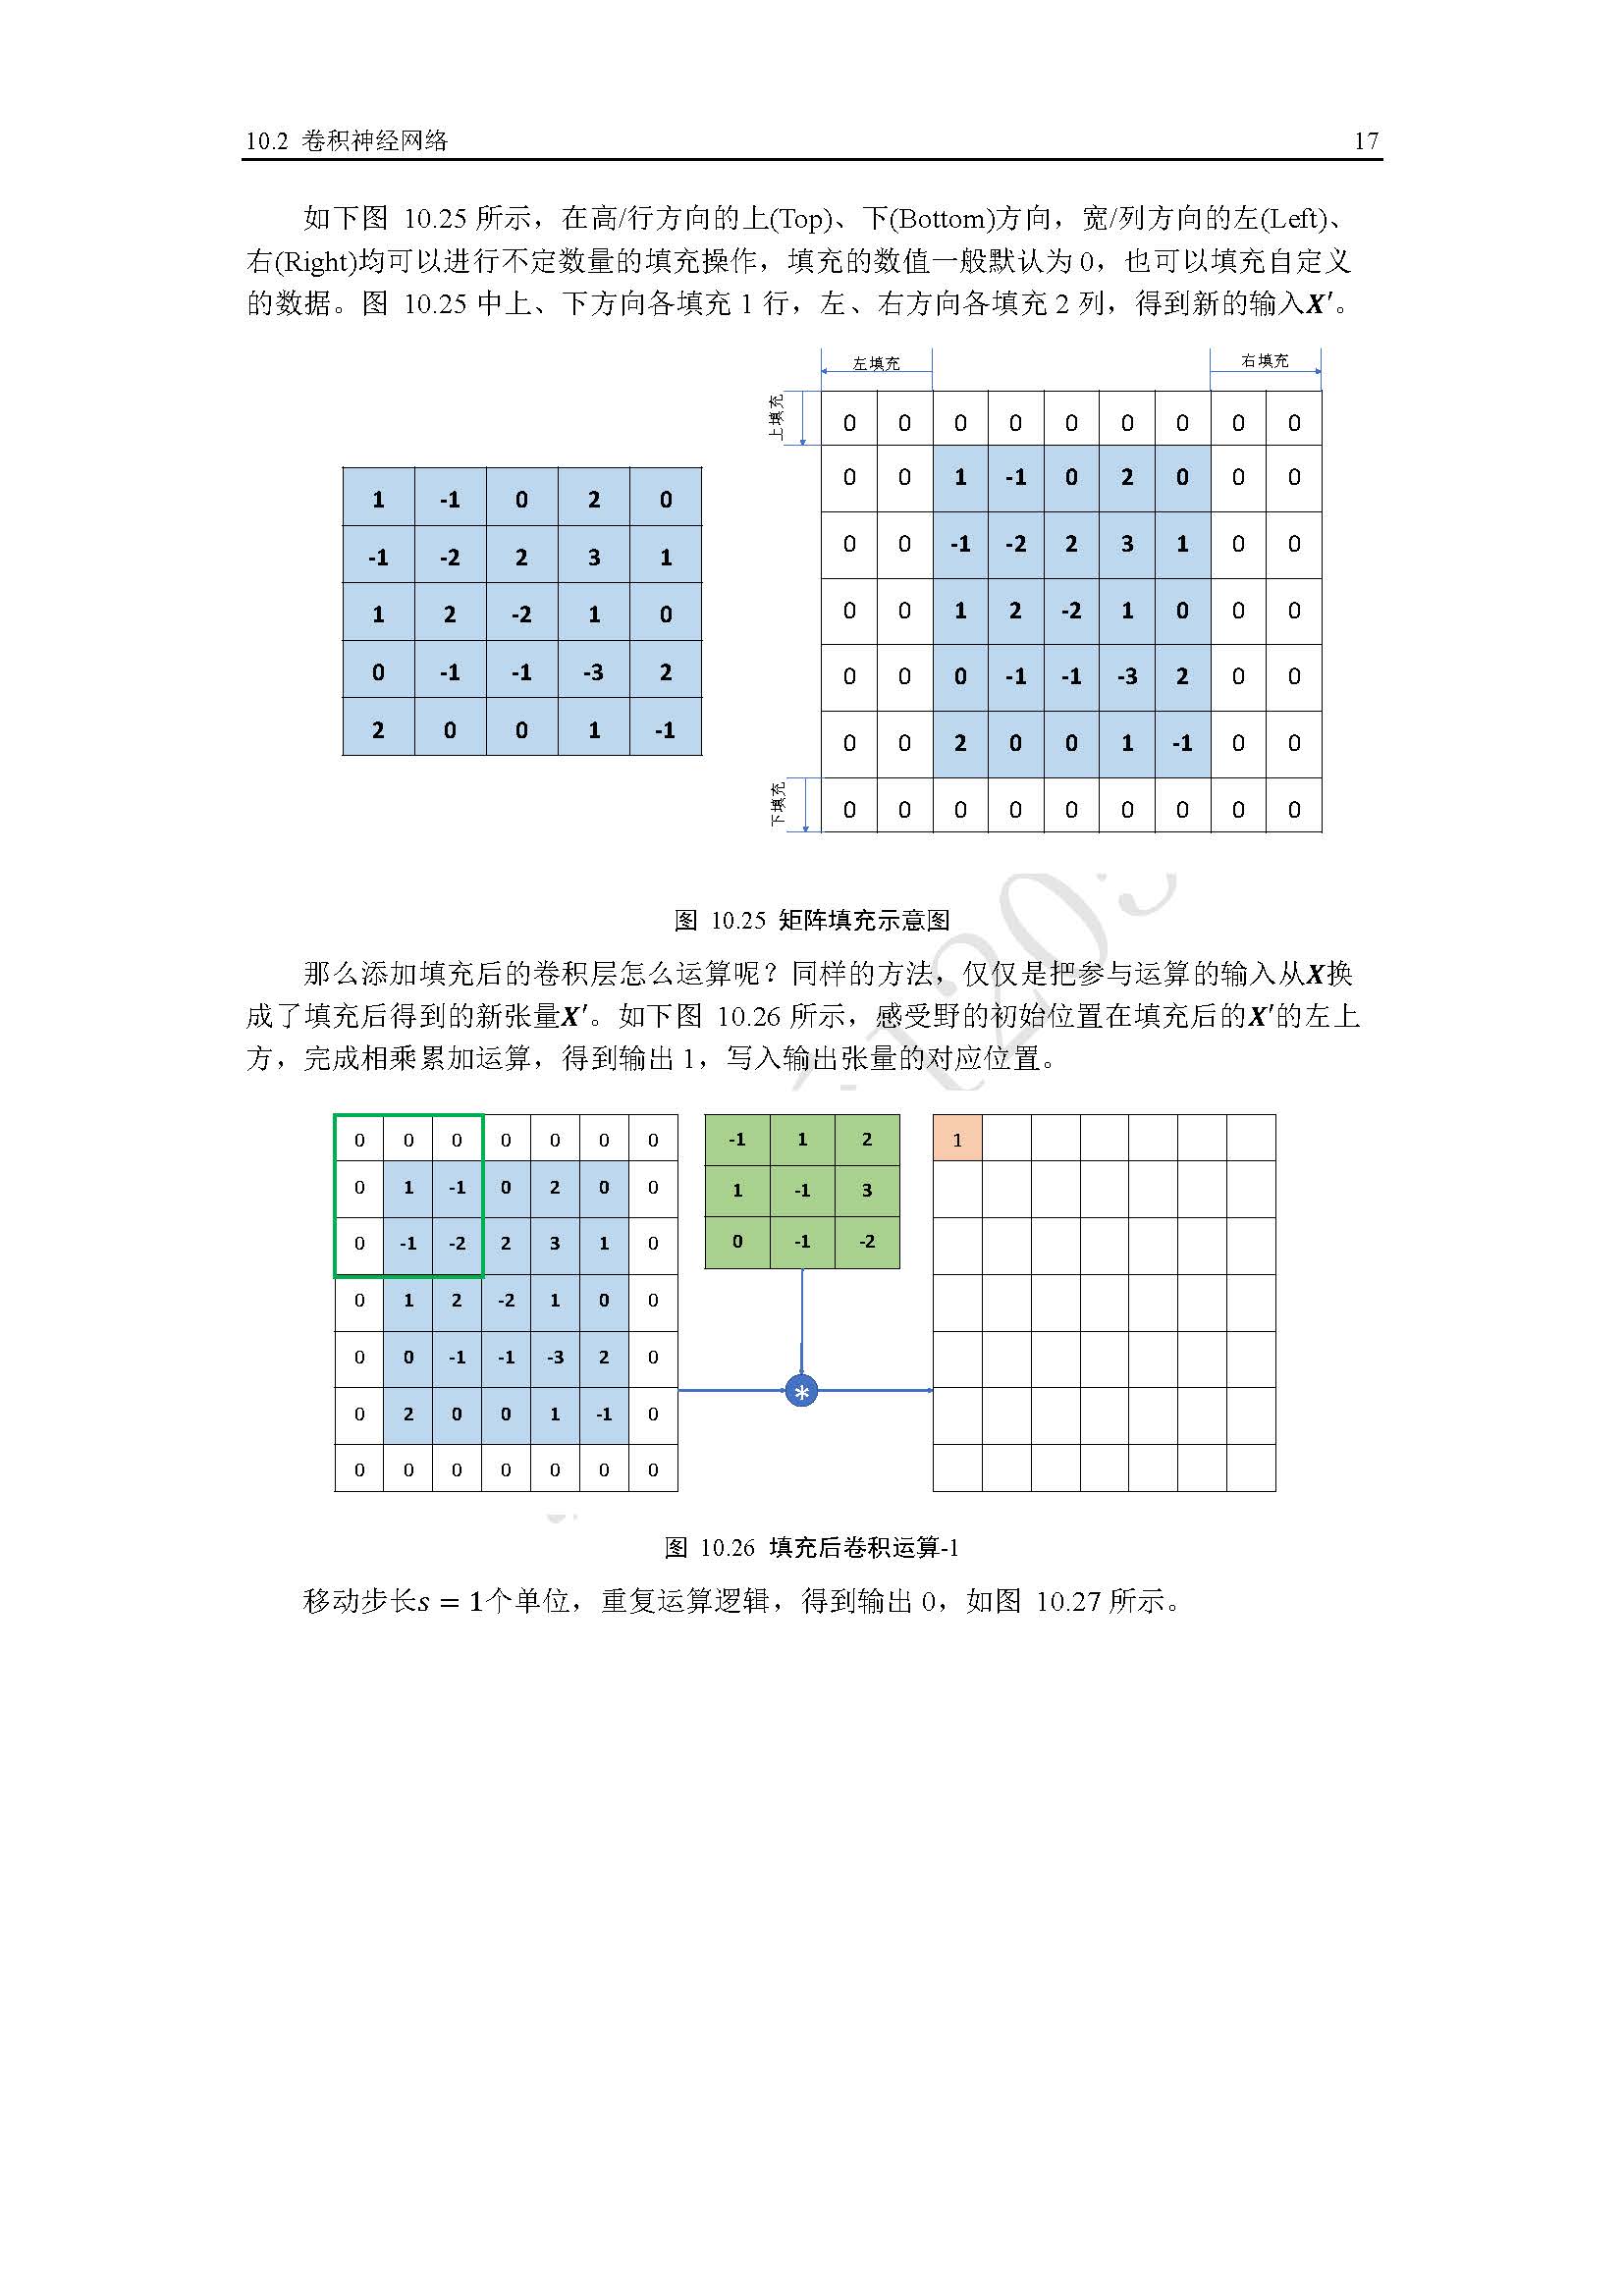 10.2 卷积神经网络 17
如下图 10.25 所示，在高/行方向的上(Top)、下(Bottom)方向，宽/列方向的左(Left)、
右(Right)均可以进行不定数量的填充操作，填充的数值一般默认为 0，也可以填充自定义
的数据。图 10.25 中上、下方向各填充 1 行，左、右方向各填充 2 列，得到新的输入X′。
左填充 右填充
上填充
0 0 0 0 0 0 0 0 0
0 0 1 -1 0 2 0 0 0
0 0 -1 -2 2 3 1 0 0
0 0 1 2 -2 1 0 0 0
0 0 0 -1 -1 -3 2 0 0
0 0 2 0 0 1 -1 0 0
0 0 0 0 0 0 0 0 0
下填充
1 -1 0 2 0
-1 -2 2 3 1
1 2 -2 1 0
0 -1 -1 -3 2
2 0 0 1 -1
图 10.25 矩阵填充示意图
那么添加填充后的卷积层怎么运算呢？同样的方法，仅仅是把参与运算的输入从X换
成了填充后得到的新张量X′。如下图 10.26 所示，感受野的初始位置在填充后的X′的左上
方，完成相乘累加运算，得到输出 1，写入输出张量的对应位置。
0 0 0 0 0 0 0
0 1 -1 0 2 0 0
0 -1 -2 2 3 1 0
0 1 2 -2 1 0 0
0 0 -1 -1 -3 2 0
0 2 0 0 1 -1 0
0 0 0 0 0 0 0
-1 1 2
1 -1 3
0 -1 -2
*
1
图 10.26 填充后卷积运算-1
移动步长s = 1个单位，重复运算逻辑，得到输出 0，如图 10.27 所示。